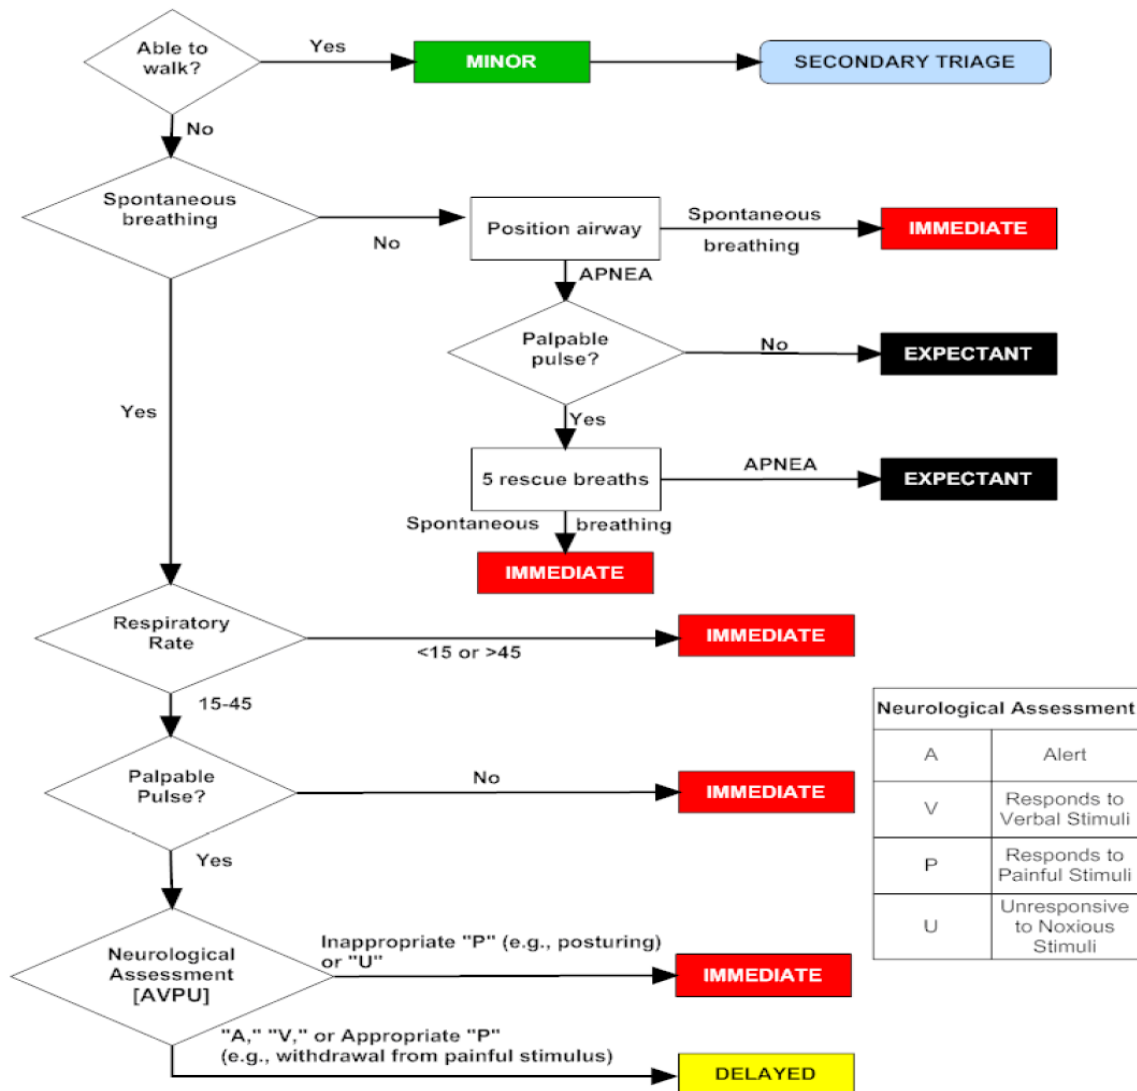 Able to
walk?
Yes
MINOR
SECONDARY TRIAGE
No
Spontaneous
breathing
No
Position airway
Spontaneous
breathing
IMMEDIATE
APNEA
Palpable
pulse?
No
EXPECTANT
Yes
Yes
5 rescue breaths
APNEA
EXPECTANT
Spontaneous
breathing
IMMEDIATE
Respiratory
Rate
<15 or >45
IMMEDIATE
15-45
Palpable
Pulse?
No
IMMEDIATE
Yes
Neurological
Assessment
[AVPU]
Inappropriate "P" (e.g., posturing)
or "U"
IMMEDIATE
"A," "V," or Appropriate "P"
(e.g., withdrawal from painful stimulus)
DELAYED
Neurological Assessment
A
Alert
V
Responds to
Verbal Stimuli
P
Responds to
Painful Stimuli
U
Unresponsive
to Noxious
Stimuli